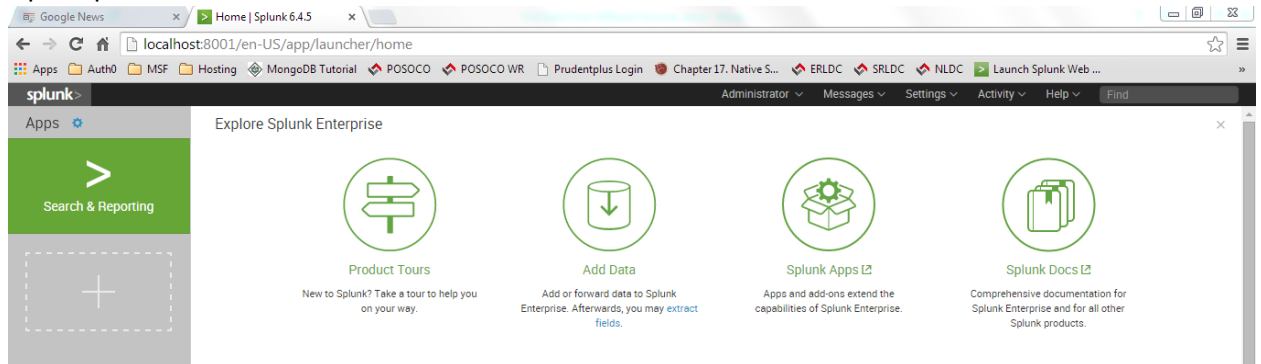 Google News
Home | Splunk 6.4.5
localhost:8001/en-US/app/launcher/home
Apps Auth0 MSF Hosting MongoDB Tutorial POSOCO POSOCO WR Prudentplus Login Chapter 17. Native S... ERLDC SRLDC NLDC Launch Splunk Web ... »
splunk> Administrator Messages Settings Activity Help Find
Apps
Explore Splunk Enterprise
Search & Reporting
Product Tours
New to Splunk? Take a tour to help you
on your way.
Add Data
Add or forward data to Splunk
Enterprise. Afterwards, you may extract
fields.
Splunk Apps
Apps and add-ons extend the
capabilities of Splunk Enterprise.
Splunk Docs
Comprehensive documentation for
Splunk Enterprise and for all other
Splunk products.